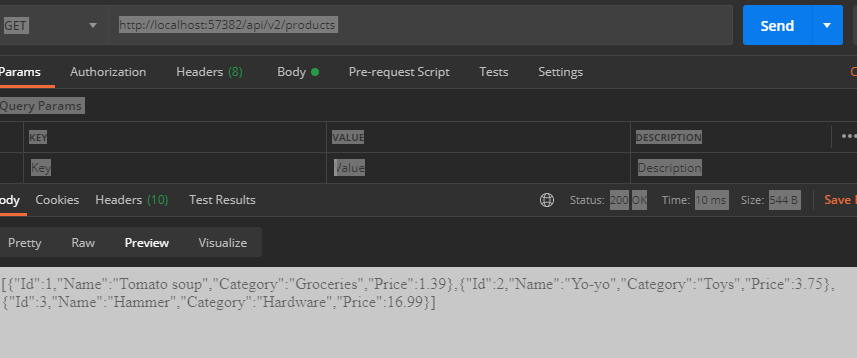 GET http://localhost:57382/api/v2/products Send
Params Authorization Headers (8) Body Pre-request Script Tests Settings
Query Params
KEY VALUE DESCRIPTION
Key Value Description
Cookies Headers (10) Test Results Status: 200 OK Time: 10 ms Size: 544 B Save
Pretty Raw Preview Visualize
[{"Id":1,"Name":"Tomato soup","Category":"Groceries","Price":1.39},{"Id":2,"Name":"Yo-yo","Category":"Toys","Price":3.75},
{"Id":3,"Name":"Hammer","Category":"Hardware","Price":16.99}]